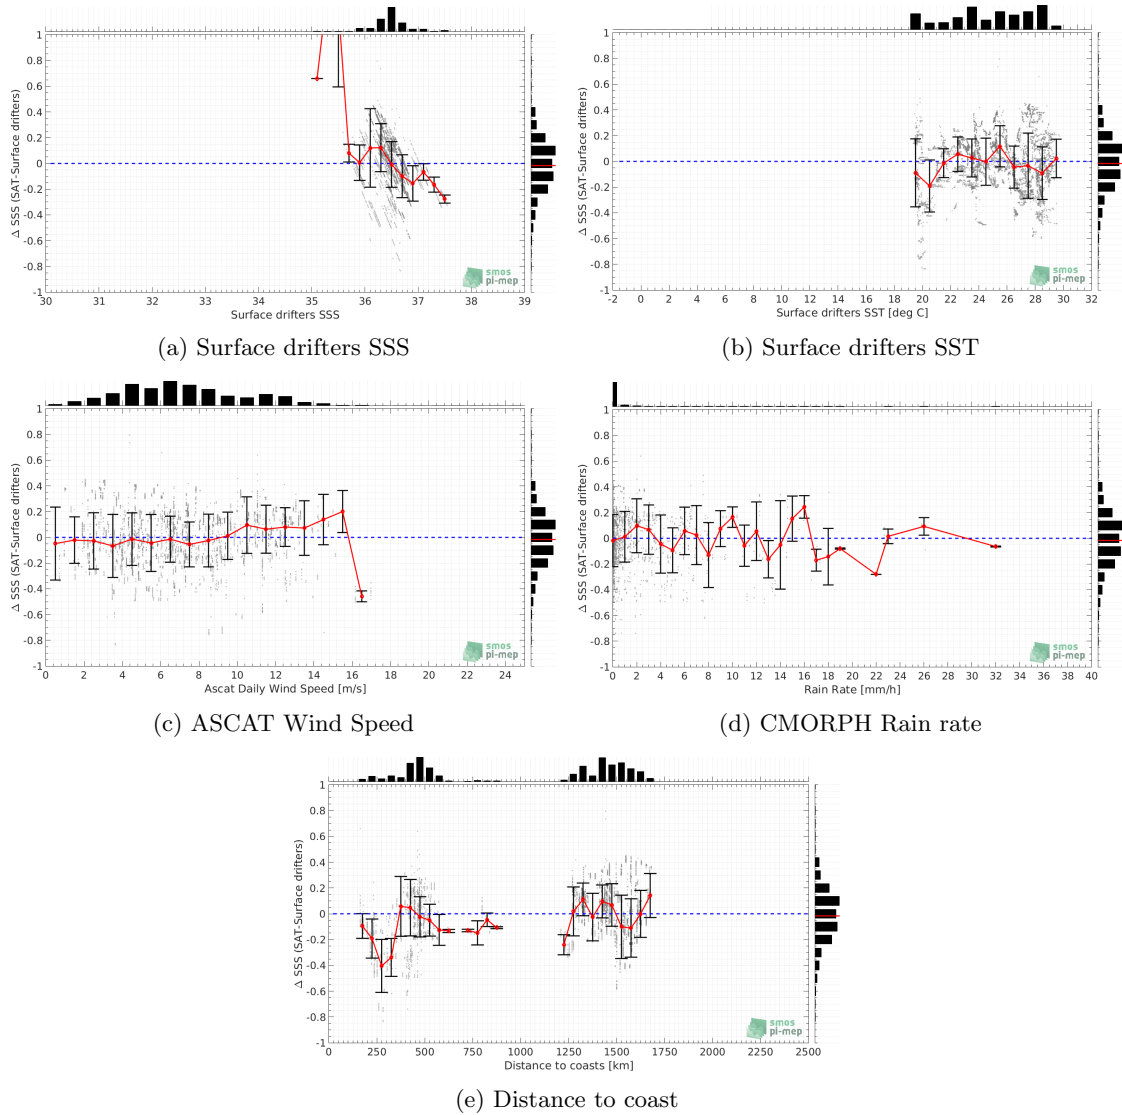 1
0.8
0.6
0.4
0.2
0
-0.2
-0.4
-0.6
-0.8
-1
Δ SSS (SAT-Surface drifters)
30 31 32 33 34 35 36 37 38 39
Surface drifters SSS
smos
pi-mep
(a) Surface drifters SSS
1
0.8
0.6
0.4
0.2
0
-0.2
-0.4
-0.6
-0.8
-1
Δ SSS (SAT-Surface drifters)
-2 0 2 4 6 8 10 12 14 16 18 20 22 24 26 28 30 32
Surface drifters SST [deg C]
smos
pi-mep
(b) Surface drifters SST
1
0.8
0.6
0.4
0.2
0
-0.2
-0.4
-0.6
-0.8
-1
Δ SSS (SAT-Surface drifters)
0 2 4 6 8 10 12 14 16 18 20 22 24
Ascat Daily Wind Speed [m/s]
smos
pi-mep
(c) ASCAT Wind Speed
1
0.8
0.6
0.4
0.2
0
-0.2
-0.4
-0.6
-0.8
-1
Δ SSS (SAT-Surface drifters)
0 2 4 6 8 10 12 14 16 18 20 22 24 26 28 30 32 34 36 38 40
Rain Rate [mm/h]
smos
pi-mep
(d) CMORPH Rain rate
1
0.8
0.6
0.4
0.2
0
-0.2
-0.4
-0.6
-0.8
-1
Δ SSS (SAT-Surface drifters)
0 250 500 750 1000 1250 1500 1750 2000 2250 2500
Distance to coasts [km]
smos
pi-mep
(e) Distance to coast